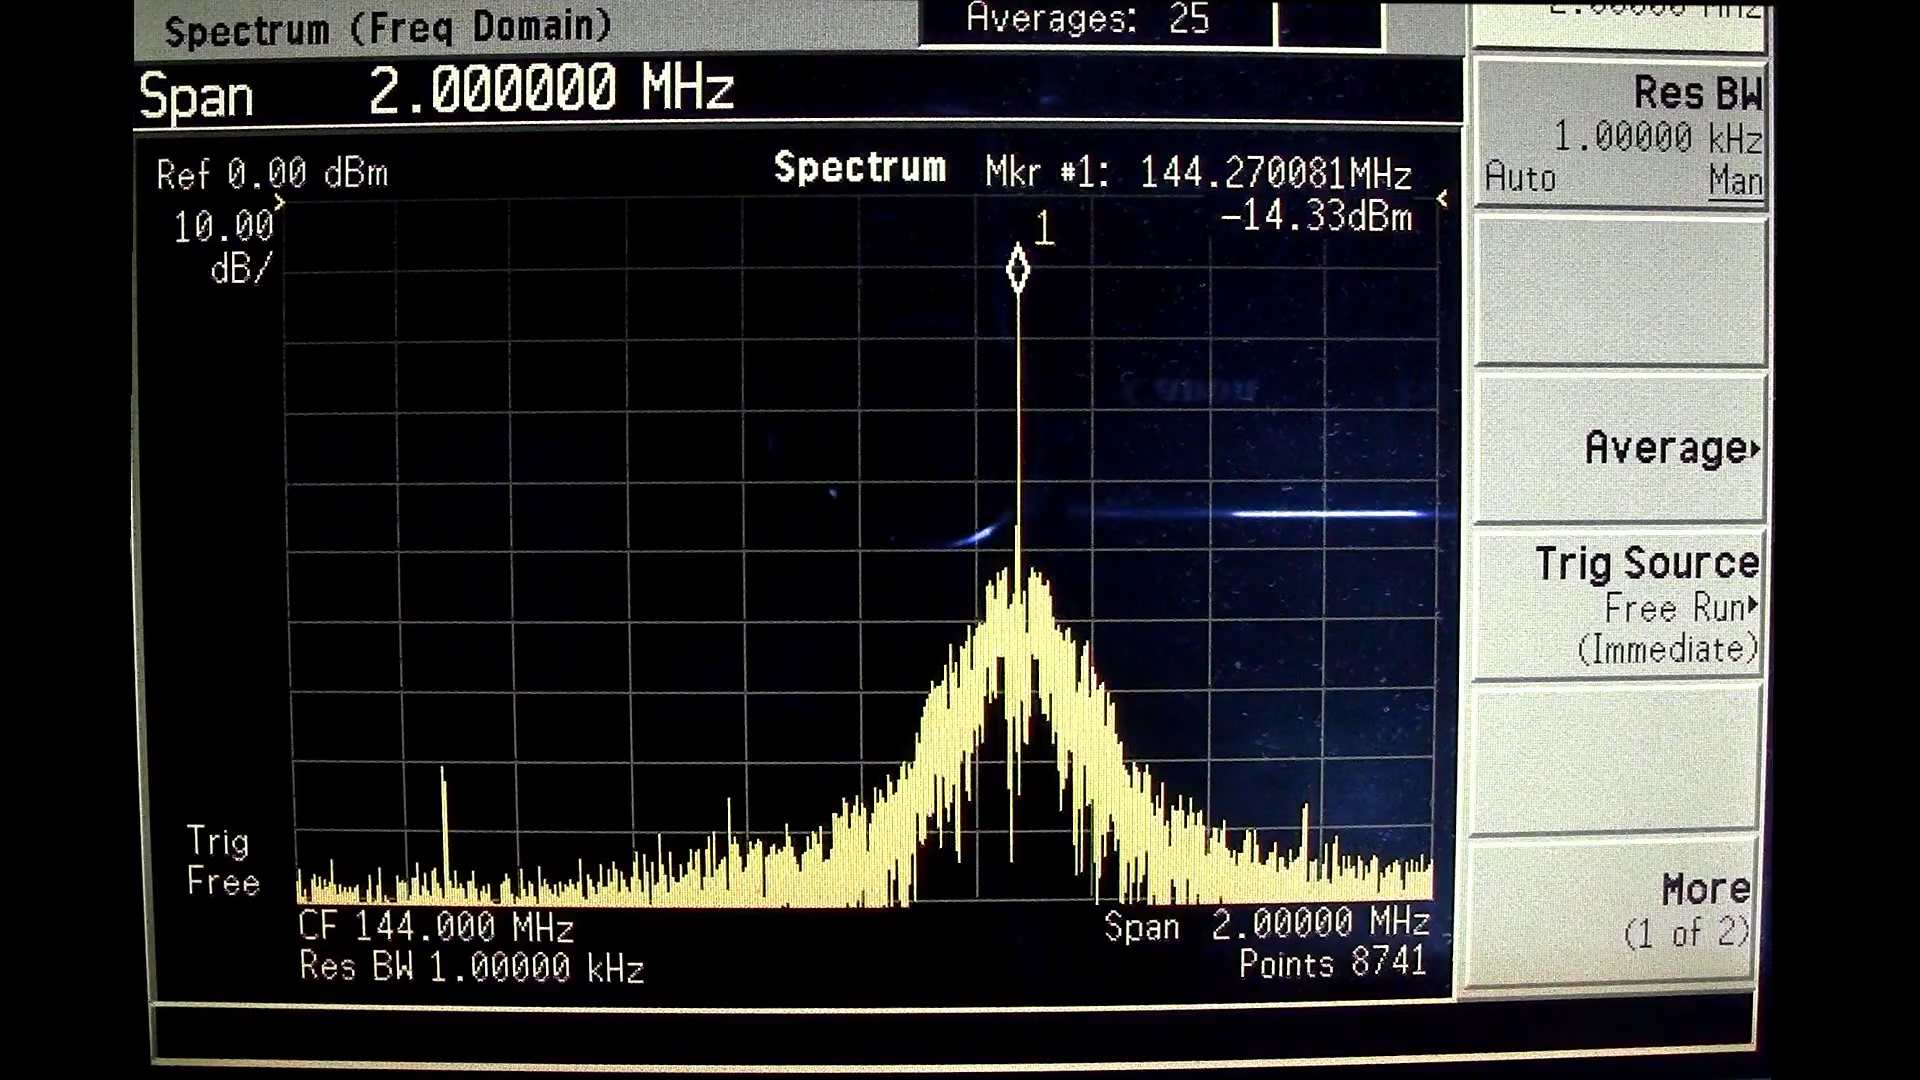 Spectrum (Freq Domain)
Averages: 25
Span 2.000000 MHz
Ref 0.00 dBm
10.00
dB/
Spectrum
Mkr #1: 144.270081MHz
-14.33dBm
1
Trig
Free
CF 144.000 MHz
Span 2.00000 MHz
Res BW 1.00000 kHz
Points 8741
2.00000 MHz
Res BW
1.00000 kHz
Auto Man
Average
Trig Source
Free Run
(Immediate)
More
(1 of 2)